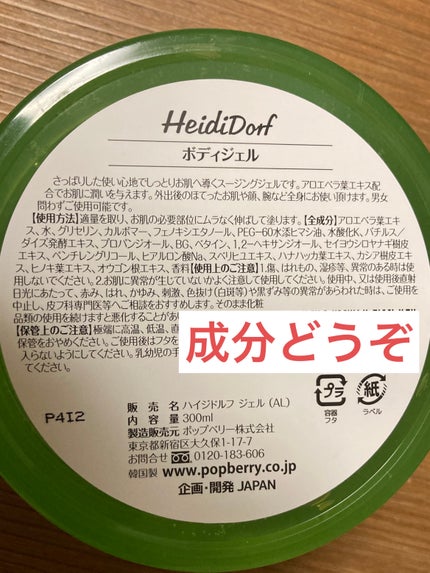 HeidiDorf
ボディジェル
さっぱりした使い心地でしっとりお肌へ導くスージングジェルです。アロエベラ葉エキス配
合でお肌に潤いを与えます。外出後のほてったお肌や顔、腕など全身にお使い頂けます。男女
問わずご使用可能です。
【使用方法】適量を取り、お肌の必要部位にムラなく伸ばして塗ります。【全成分】アロエベラ葉エキ
ス、水、グリセリン、カルボマー、フェノキシエタノール、PEG-60水添ヒマシ油、水酸化K、バチルス/
ダイズ発酵エキス、プロパンジオール、BG、ベタイン、1,2-ヘキサンジオール、セイヨウシロヤナギ樹皮
エキス、ペンチレングリコール、ヒアルロン酸Na、スベリヒユエキス、ハナハッカ葉エキス、カシア樹皮エキ
ス、ヒノキ葉エキス、オウゴン根エキス、香料【使用上のご注意】1.傷、はれもの、湿疹等、異常のある時は使用
しないでください。2.お肌に異常が生じていないかよく注意して使用してください。使用中、又は使用後直射
日光にあたって、赤み、はれ、かゆみ、刺激、色抜け(白斑等)や黒ずみ等の異常があらわれた時は、ご使用を
中止し、皮フ科専門医等へご相談をおすすめします。そのまま化粧
品類の使用を続けますと悪化することがあり
【保管上のご注意】極端に高温、低温、直
保管をおやめください。ご使用後はフタを
入らないようにしてください。乳幼児の手
てください。
成分どうぞ
P4I2
販売名 ハイジドルフ ジェル (AL)
内容量 300ml
製造販売元 ポップベリー株式会社
東京都新宿区大久保1-17-7
お問合せ 0120-183-606
韓国製 www.popberry.co.jp
企画・開発 JAPAN
プラ
容器
フタ
紙
ラベル